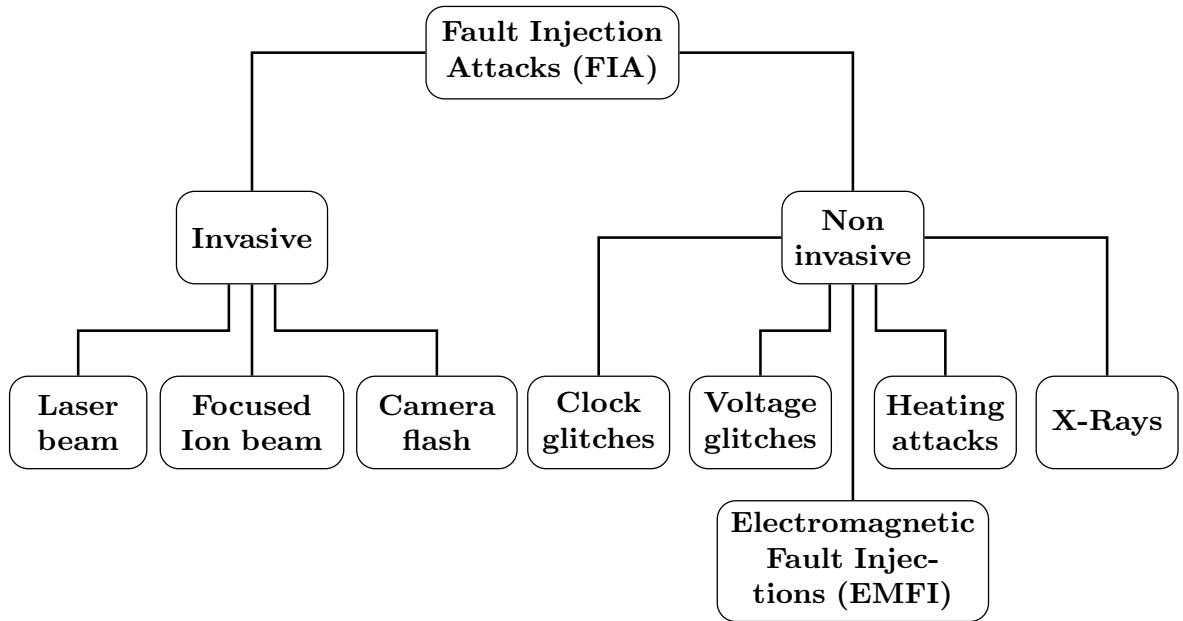 Fault Injection
Attacks (FIA)
Invasive
Non
invasive
Laser
beam
Focused
Ion beam
Camera
flash
Clock
glitches
Voltage
glitches
Heating
attacks
X-Rays
Electromagnetic
Fault Injec-
tions (EMFI)